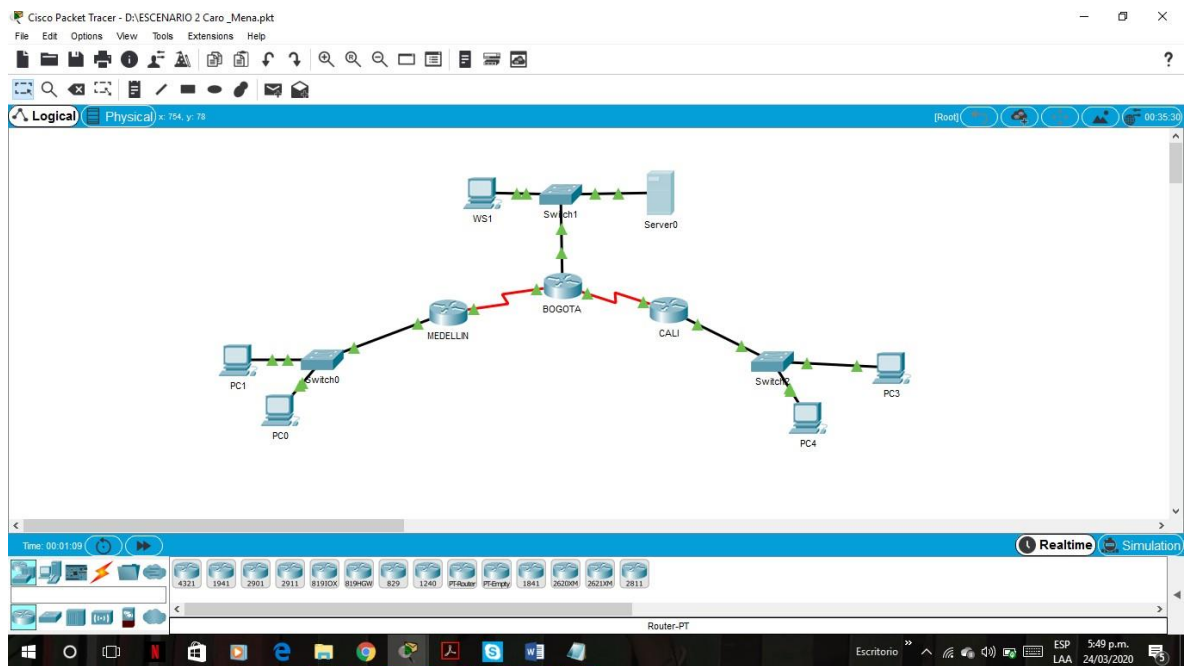 Cisco Packet Tracer - D:\ESCENARIO 2 Caro _Mena.pkt
File Edit Options View Tools Extensions Help
?
Logical Physical x: 754, y: 78 [Root] 00:35:30
WS1 Switch1 Server0
BOGOTA
MEDELLIN CALI
PC1 Switch0 Switch2 PC3
PC0 PC4
Time: 00:01:09 Realtime Simulation
4321 1941 2901 2911 819IOX 819HGW 829 1240 PT-Router PT-Empty 1841 2620XM 2621XM 2811
Router-PT
Escritorio ESP 5:49 p.m.
LAA 24/03/2020